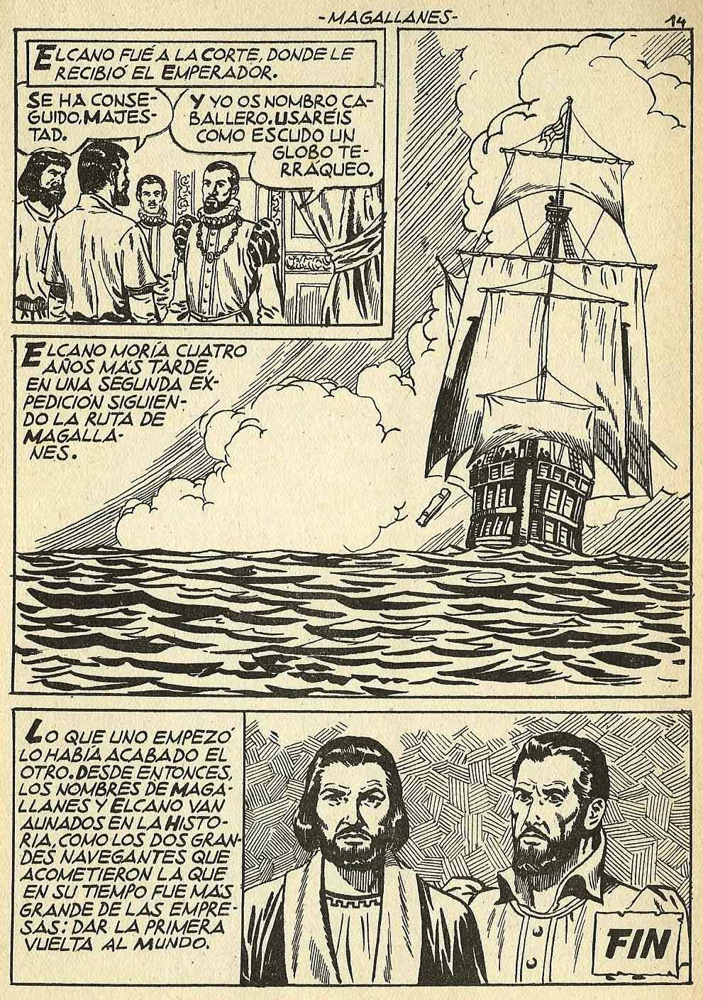 -MAGALLANES-
14
ELCANO FUÉ A LA CORTE, DONDE LE
RECIBIÓ EL EMPERADOR.
SE HA CONSE-
GUIDO, MAJES-
TAD.
Y YO OS NOMBRO CA-
BALLERO. USARÉIS
COMO ESCUDO UN
GLOBO TE-
RRÁQUEO.
ELCANO MORÍA CUATRO
AÑOS MÁS TARDE,
EN UNA SEGUNDA EX-
PEDICIÓN SIGUIEN-
DO LA RUTA DE
MAGALLA-
NES.
LO QUE UNO EMPEZÓ
LO HABÍA ACABADO EL
OTRO. DESDE ENTONCES,
LOS NOMBRES DE MAGA-
LLANES Y ELCANO VAN
AUNADOS EN LA HISTO-
RIA, COMO LOS DOS GRAN-
DES NAVEGANTES QUE
ACOMETIERON LA QUE
EN SU TIEMPO FUE MÁS
GRANDE DE LAS EMPRE-
SAS: DAR LA PRIMERA
VUELTA AL MUNDO.
FIN